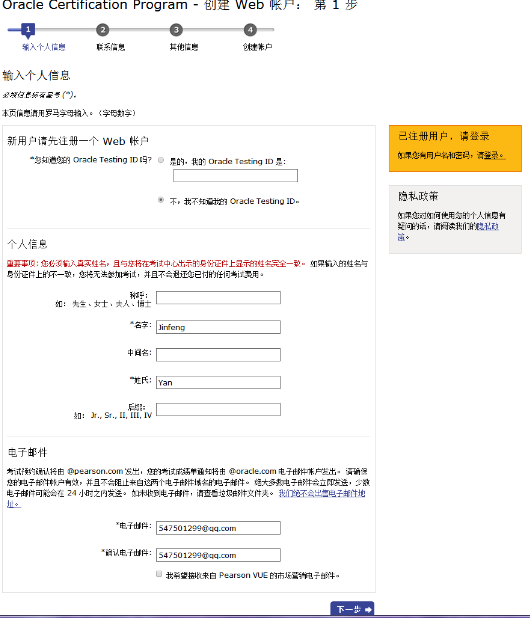 Oracle Certification Program - 创建 Web 帐户： 第 1 步
1 2 3 4
输入个人信息 联系信息 其他信息 创建帐户
输入个人信息
必填信息标有星号 (*)。
本页信息请用罗马字母输入。（字母数字）
新用户请先注册一个 Web 帐户
*您知道您的 Oracle Testing ID 吗？ 是的，我的 Oracle Testing ID 是：
不，我不知道我的 Oracle Testing ID。
已注册用户，请登录
如果您有用户名和密码，请登录。
隐私政策
如果您对如何使用您的个人信息有
疑问的话，请阅读我们的隐私政
策。
个人信息
重要事项：您必须输入真实姓名，且与您将在考试中心出示的身份证件上显示的姓名完全一致。 如果输入的姓名与
身份证件上的不一致，您将无法参加考试，并且不会退还您已付的任何考试费用。
称呼：
如： 先生、女士、夫人、博士
*名字： Jinfeng
中间名：
*姓氏： Yan
后缀：
如： Jr., Sr., II, III, IV
电子邮件
考试预约确认将由 @pearson.com 发出，您的考试成绩单通知将由 @oracle.com 电子邮件帐户发出。 请确保
您的电子邮件帐户有效，并且不会阻止来自这两个电子邮件域名的电子邮件。 绝大多数电子邮件会立即发送，少数
电子邮件可能会在 24 小时之内发送。 如未收到电子邮件，请查看垃圾邮件文件夹。 我们绝不会出售电子邮件地
址。
*电子邮件： 547501299@qq.com
*确认电子邮件： 547501299@qq.com
我希望接收来自 Pearson VUE 的市场营销电子邮件。
下一步